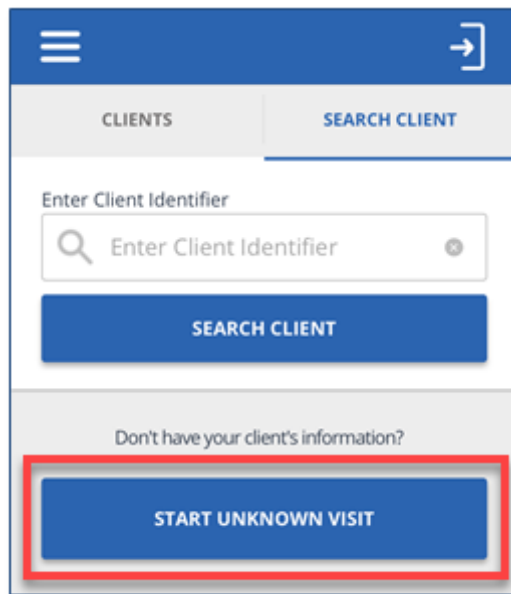 CLIENTS SEARCH CLIENT
Enter Client Identifier
Enter Client Identifier
SEARCH CLIENT
Don't have your client's information?
START UNKNOWN VISIT